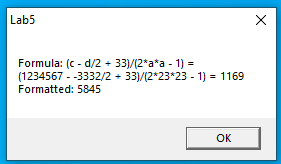 Lab5
Formula: (c - d/2 + 33)/(2*a*a - 1) =
(1234567 - -3332/2 + 33)/(2*23*23 - 1) = 1169
Formatted: 5845
OK